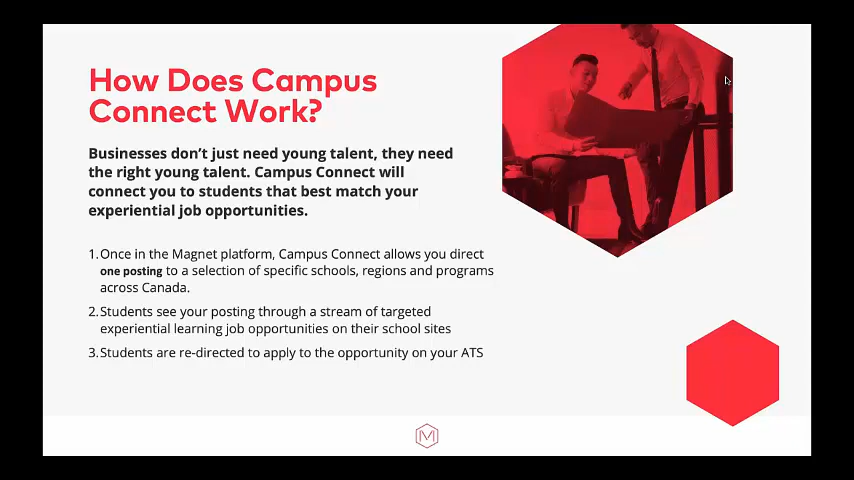 How Does Campus
Connect Work?
Businesses don't just need young talent, they need
the right young talent. Campus Connect will
connect you to students that best match your
experiential job opportunities.
1. Once in the Magnet platform, Campus Connect allows you direct
one posting to a selection of specific schools, regions and programs
across Canada.
2. Students see your posting through a stream of targeted
experiential learning job opportunities on their school sites
3. Students are re-directed to apply to the opportunity on your ATS
M